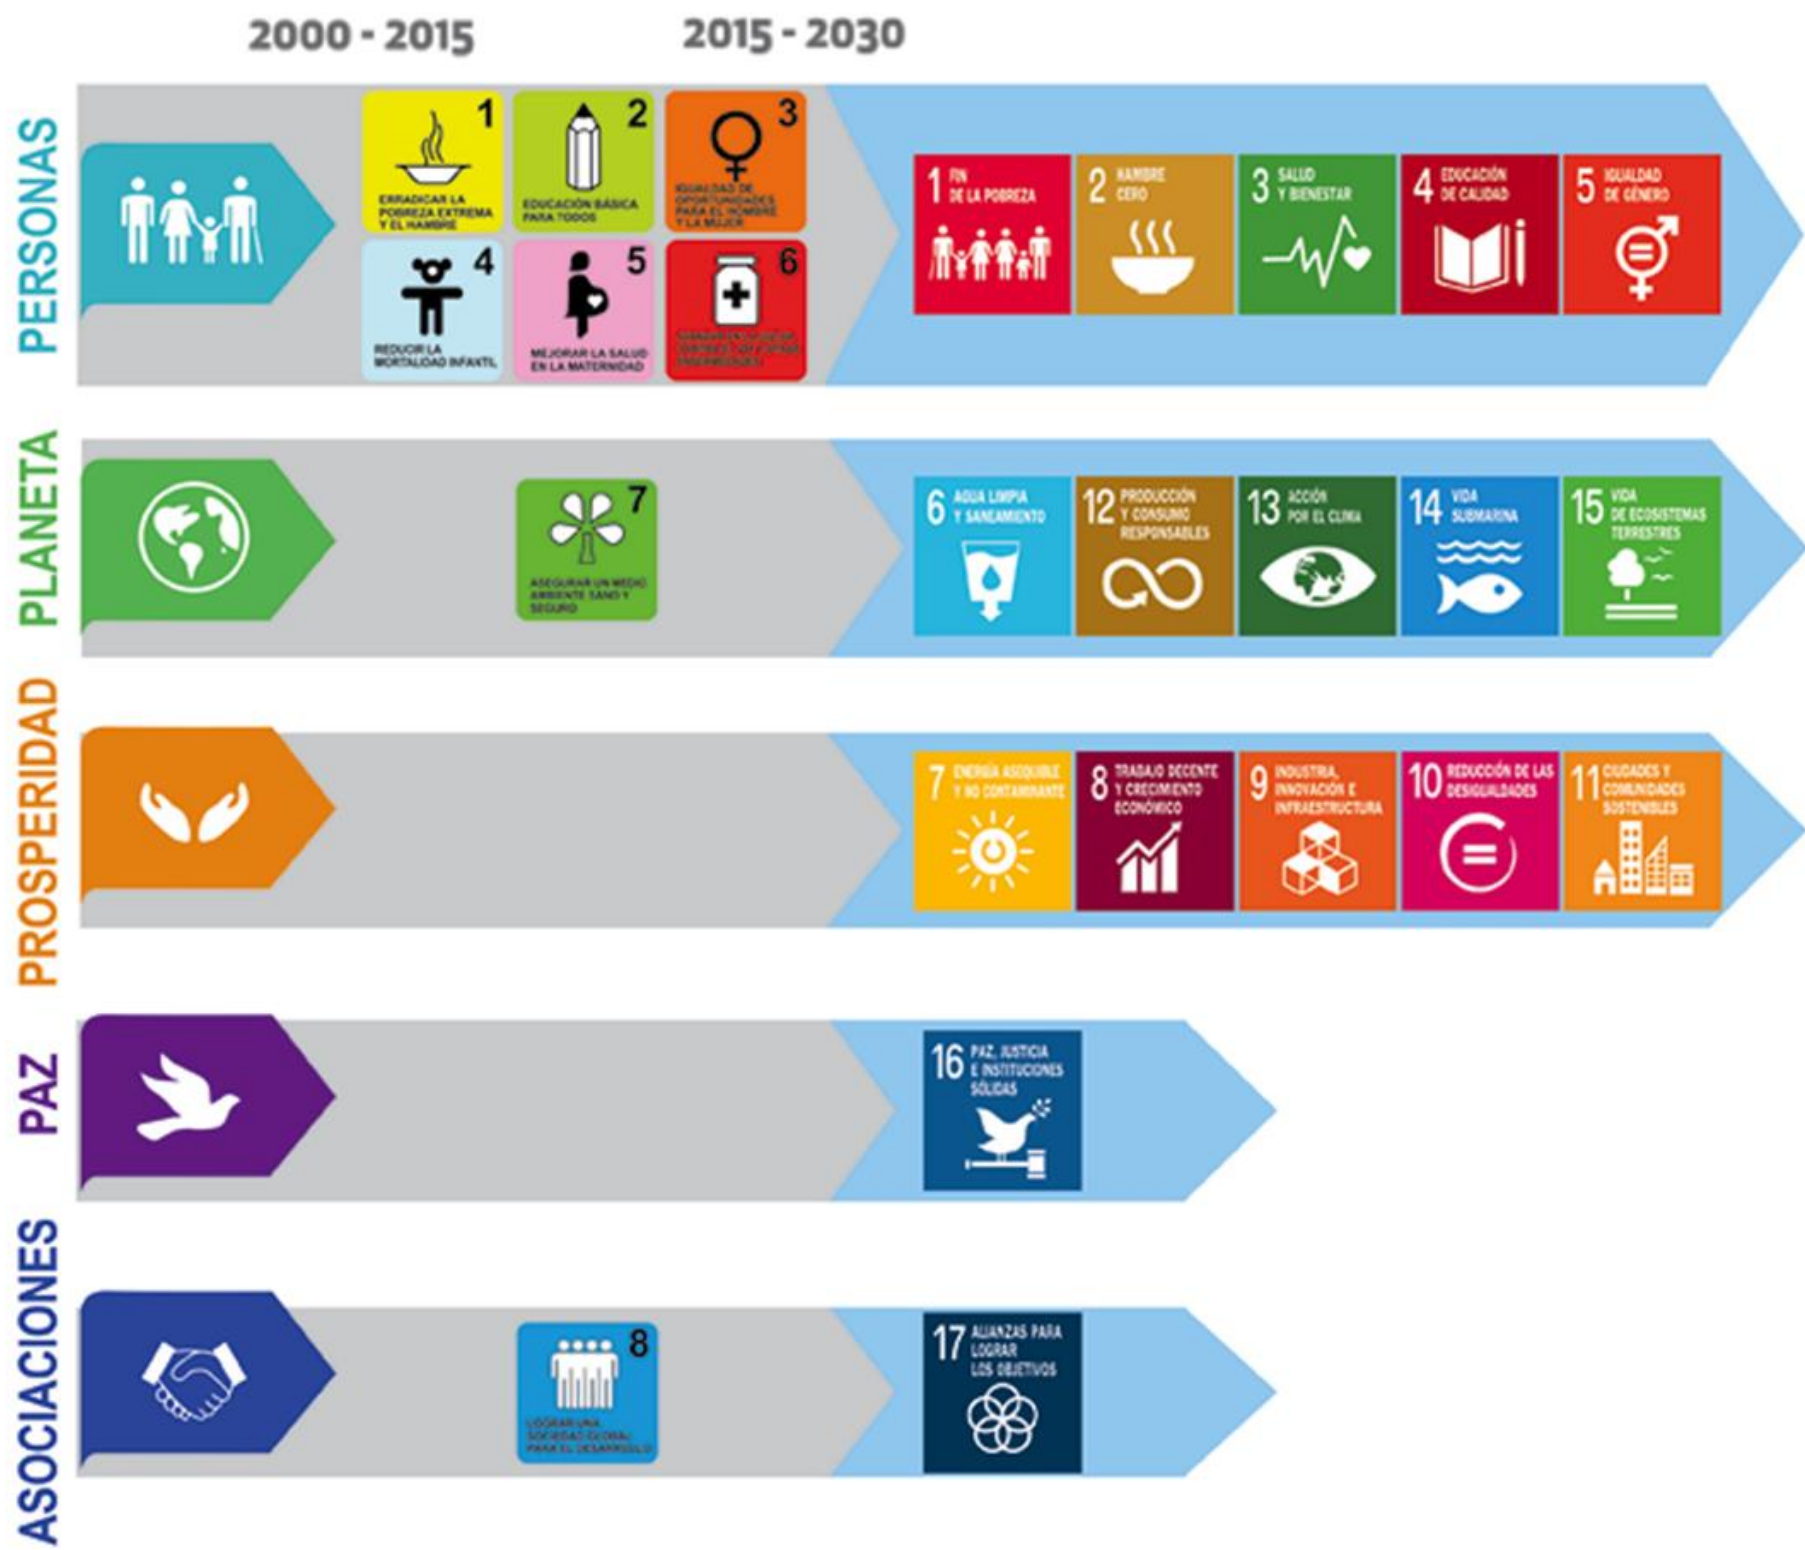 2000 - 2015
2015 - 2030
PERSONAS
1
ERRADICAR LA
POBREZA EXTREMA
Y EL HAMBRE
2
EDUCACIÓN BÁSICA
PARA TODOS
3
IGUALDAD DE
OPORTUNIDADES
PARA EL HOMBRE
Y LA MUJER
4
REDUCIR LA
MORTALIDAD INFANTIL
5
MEJORAR LA SALUD
EN LA MATERNIDAD
6
1 FIN
DE LA POBREZA
2 HAMBRE
CERO
3 SALUD
Y BIENESTAR
4 EDUCACIÓN
DE CALIDAD
5 IGUALDAD
DE GÉNERO
PLANETA
7
ASEGURAR UN MEDIO
AMBIENTE SANO Y
SEGURO
6 AGUA LIMPIA
Y SANEAMIENTO
12 PRODUCCIÓN
Y CONSUMO
RESPONSABLES
13 ACCIÓN
POR EL CLIMA
14 VIDA
SUBMARINA
15 VIDA
DE ECOSISTEMAS
TERRESTRES
PROSPERIDAD
7 ENERGÍA ASEQUIBLE
Y NO CONTAMINANTE
8 TRABAJO DECENTE
Y CRECIMIENTO
ECONÓMICO
9 INDUSTRIA,
INNOVACIÓN E
INFRAESTRUCTURA
10 REDUCCIÓN DE LAS
DESIGUALDADES
11 CIUDADES Y
COMUNIDADES
SOSTENIBLES
PAZ
16 PAZ, JUSTICIA
E INSTITUCIONES
SÓLIDAS
ASOCIACIONES
8
LOGRAR UNA
SOCIEDAD GLOBAL
PARA EL DESARROLLO
17 ALIANZAS PARA
LOGRAR
LOS OBJETIVOS